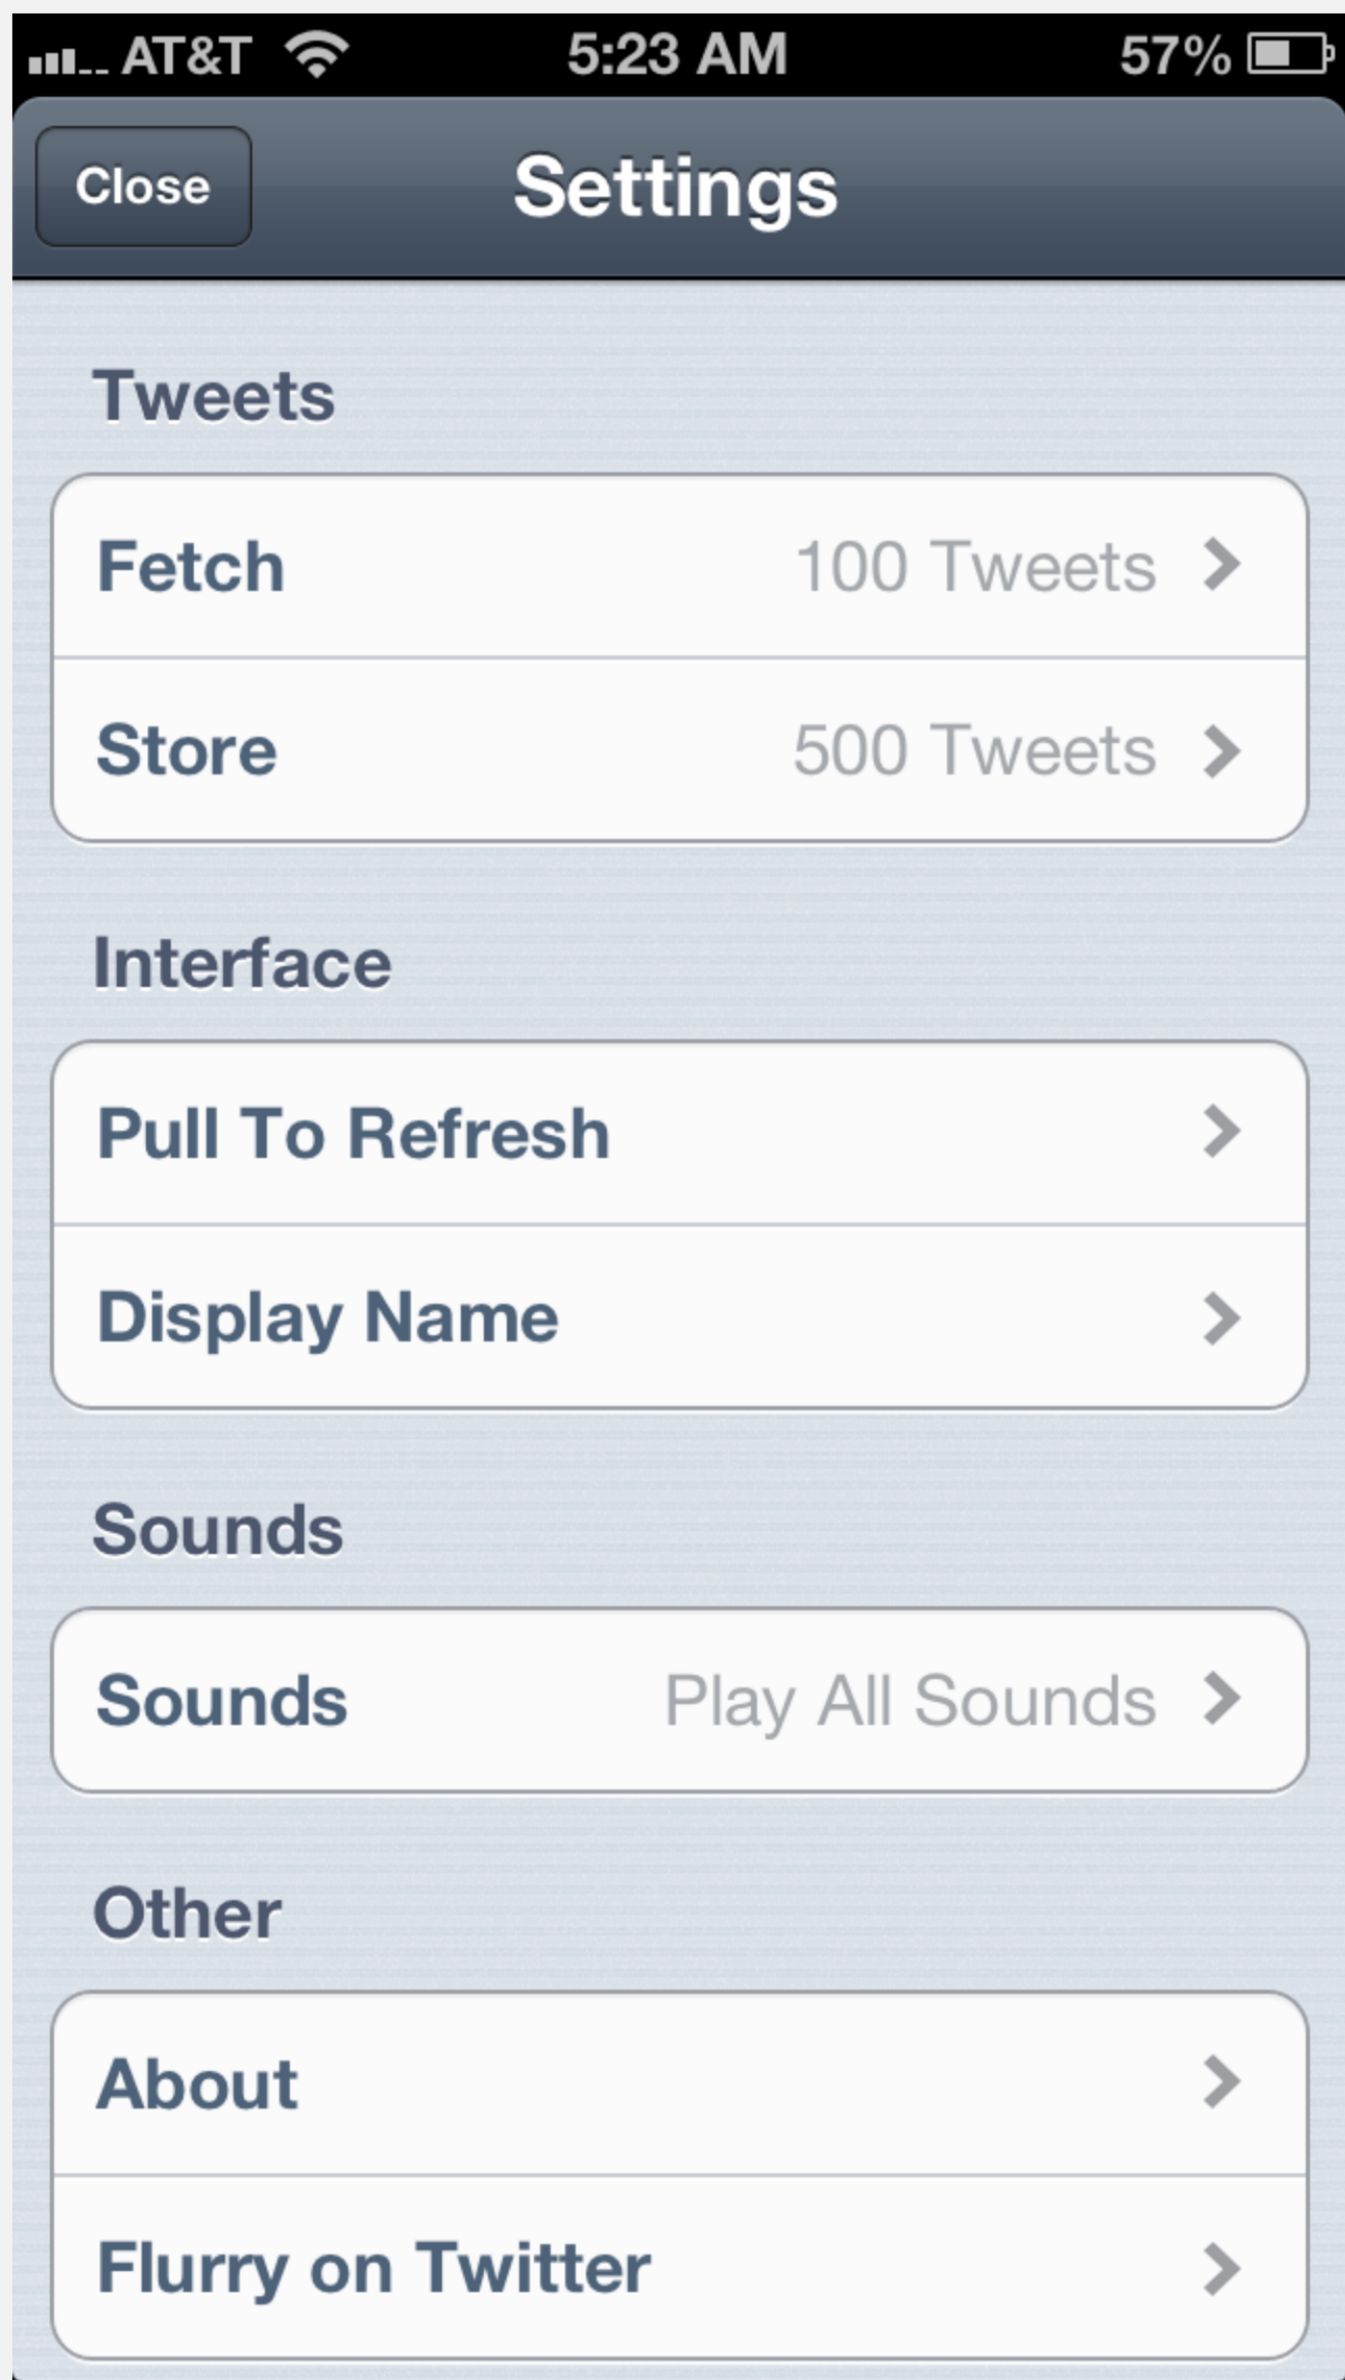 AT&T 5:23 AM 57%
Close Settings
Tweets
Fetch 100 Tweets
Store 500 Tweets
Interface
Pull To Refresh
Display Name
Sounds
Sounds Play All Sounds
Other
About
Flurry on Twitter